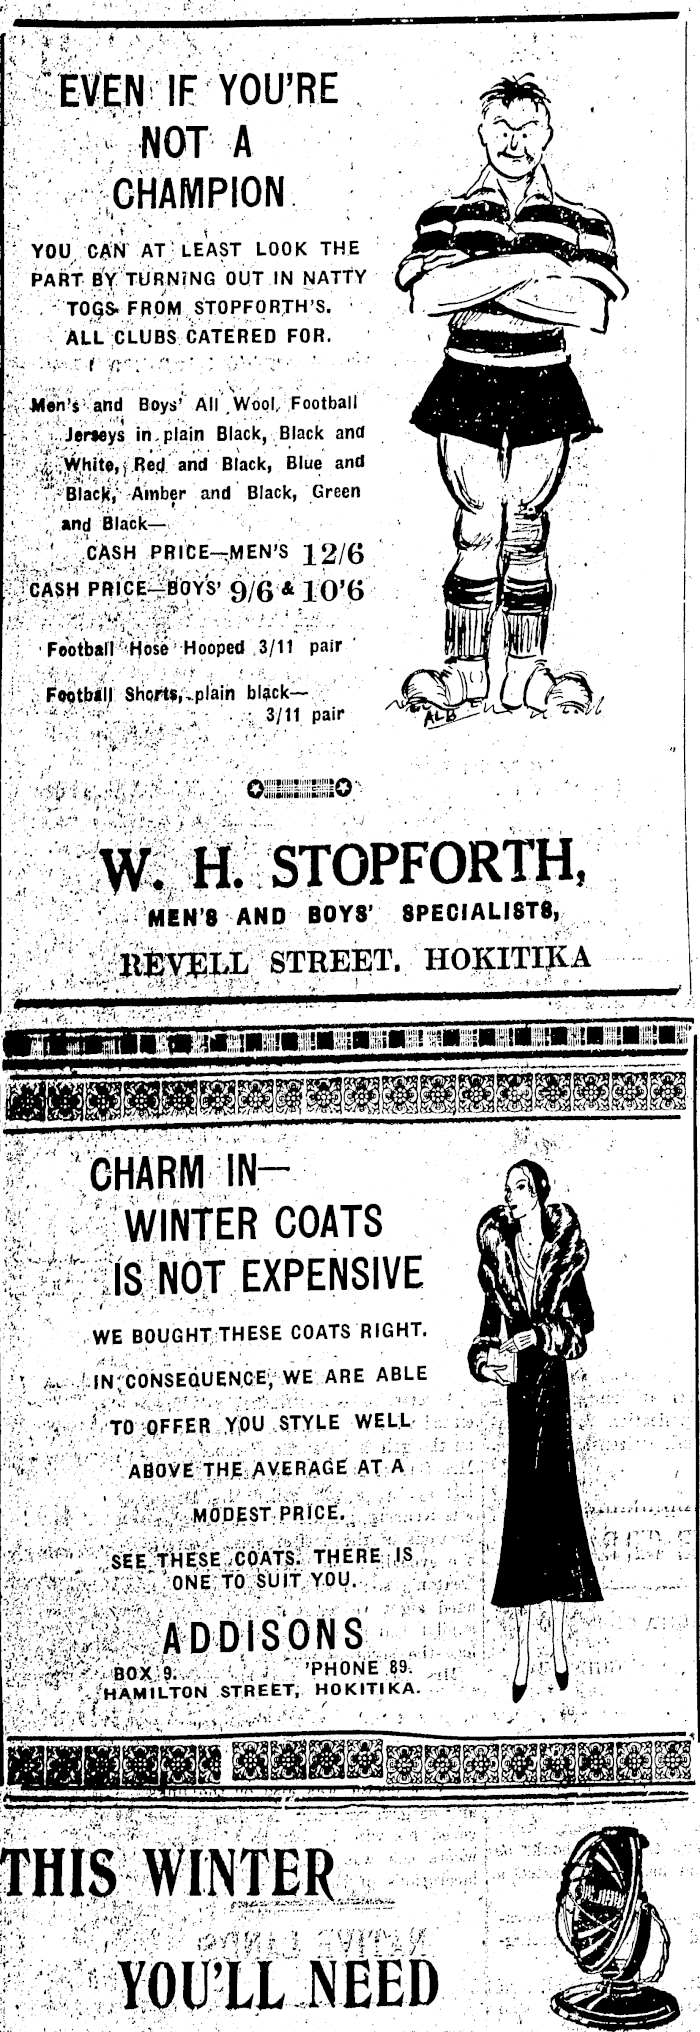 EVEN IF YOU'RE
NOT A
CHAMPION
YOU CAN AT LEAST LOOK THE
PART BY TURNING OUT IN NATTY
TOGS FROM STOPFORTH'S.
ALL CLUBS CATERED FOR.
Men's and Boys' All Wool, Football
Jerseys in plain Black, Black and
White, Red and Black, Blue and
Black, Amber and Black, Green
and Black—
CASH PRICE—MEN'S 12/6
CASH PRICE—BOYS' 9/6 & 10'6
Football Hose Hooped 3/11 pair
Football Shorts, plain black—
3/11 pair
ALB
W. H. STOPFORTH,
MEN'S AND BOYS' SPECIALISTS,
REVELL STREET. HOKITIKA
CHARM IN—
WINTER COATS
IS NOT EXPENSIVE
WE BOUGHT THESE COATS RIGHT.
IN CONSEQUENCE, WE ARE ABLE
TO OFFER YOU STYLE WELL
ABOVE THE AVERAGE AT A
MODEST PRICE.
SEE THESE COATS. THERE IS
ONE TO SUIT YOU.
ADDISONS
BOX 9. 'PHONE 89.
HAMILTON STREET, HOKITIKA.
THIS WINTER
YOU'LL NEED